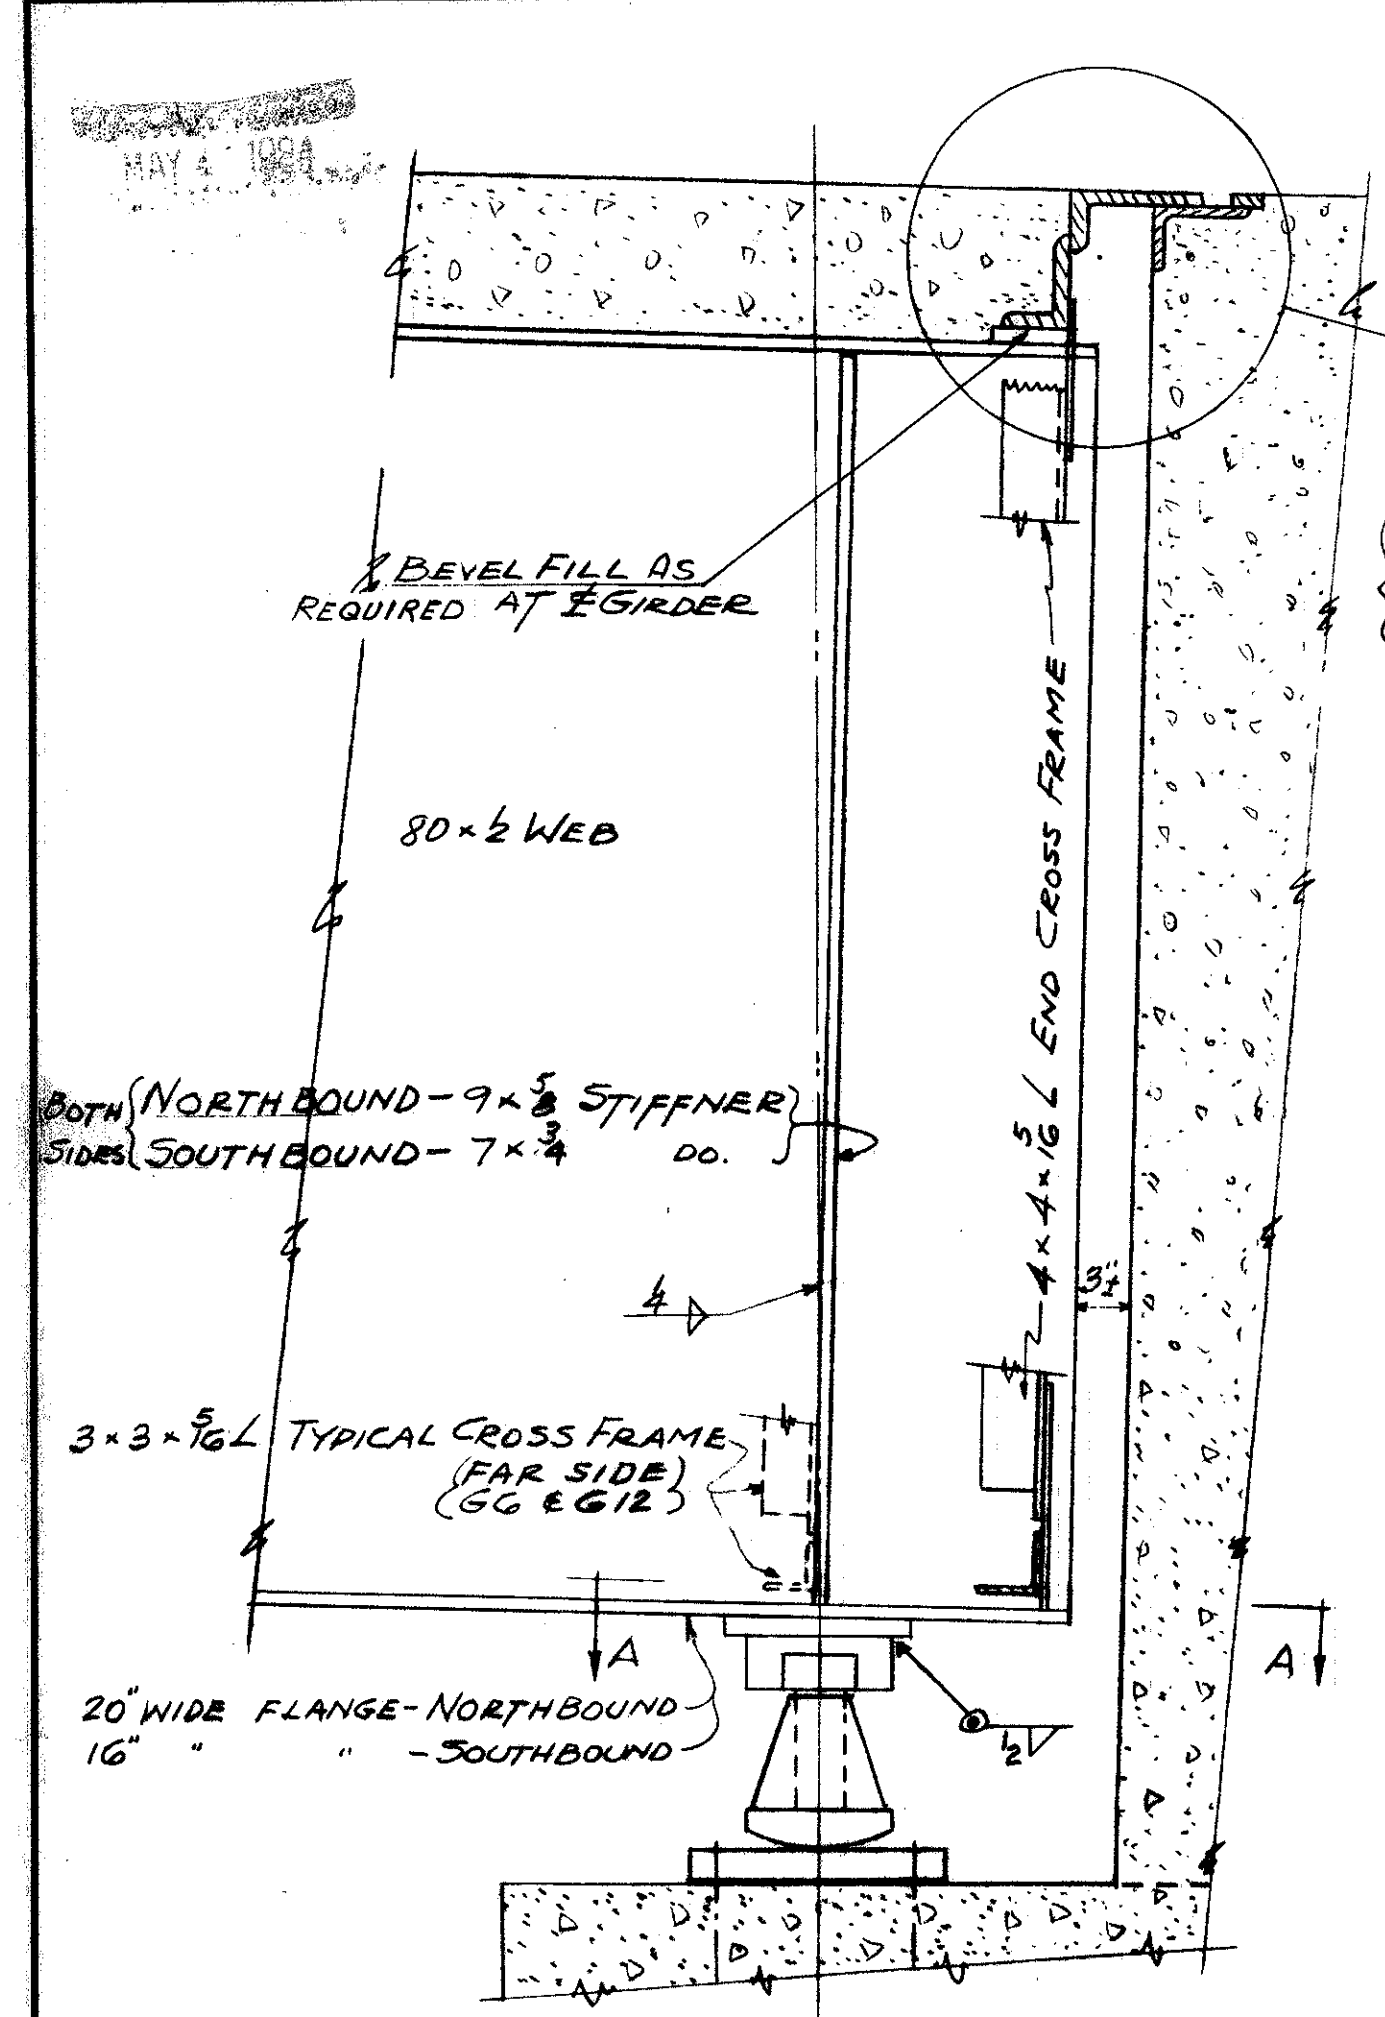 MAY 4 1984
BEVEL FILL AS
REQUIRED AT ℄ GIRDER
80 x 1/2 WEB
4 x 4 x 5/16 L END CROSS FRAME
BOTH SIDES { NORTHBOUND - 9 x 5/8 STIFFNER }
{ SOUTHBOUND - 7 x 3/4 DO. }
1/4
3"±
3 x 3 x 5/16 L TYPICAL CROSS FRAME
(FAR SIDE)
(G6 & G12)
A
A
20" WIDE FLANGE - NORTHBOUND
16" " " - SOUTHBOUND
1/2